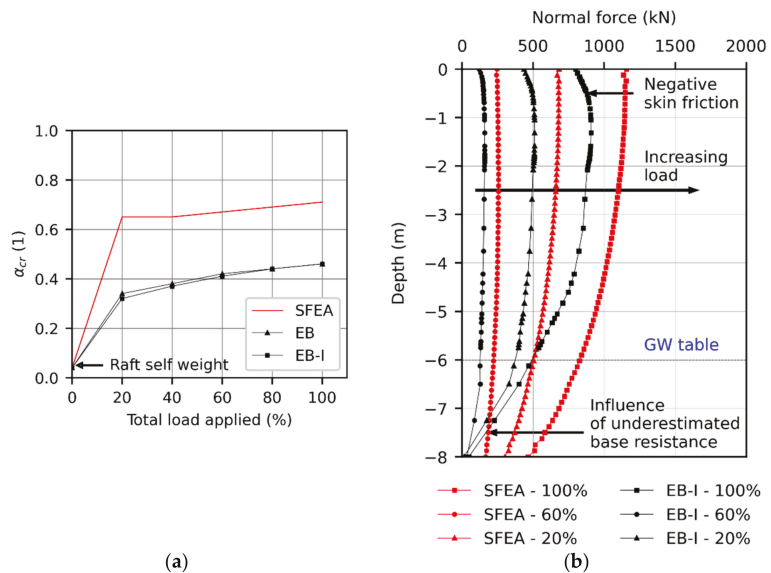 (a)
1.0
0.8
0.6
0.4
0.2
0.0
α_cr (1)
SFEA
EB
EB-I
Raft self weight
0 20 40 60 80 100
Total load applied (%)
(b)
Normal force (kN)
0 500 1000 1500 2000
0
−1
−2
−3
−4
−5
−6
−7
−8
Depth (m)
Negative
skin friction
Increasing
load
GW table
Influence
of underestimated
base resistance
SFEA - 100%
SFEA - 60%
SFEA - 20%
EB-I - 100%
EB-I - 60%
EB-I - 20%
(a)
(b)